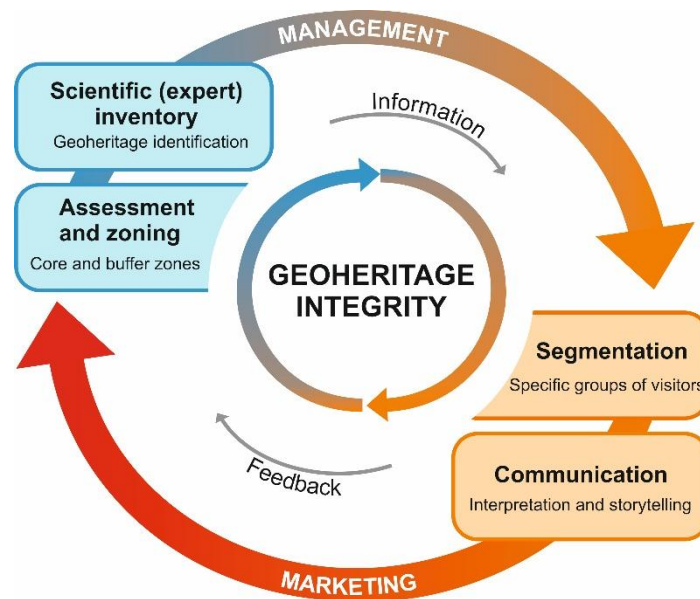 MANAGEMENT
Scientific (expert)
inventory
Geoheritage identification
Information
Assessment
and zoning
Core and buffer zones
GEOHERITAGE
INTEGRITY
Segmentation
Specific groups of visitors
Feedback
Communication
Interpretation and storytelling
MARKETING